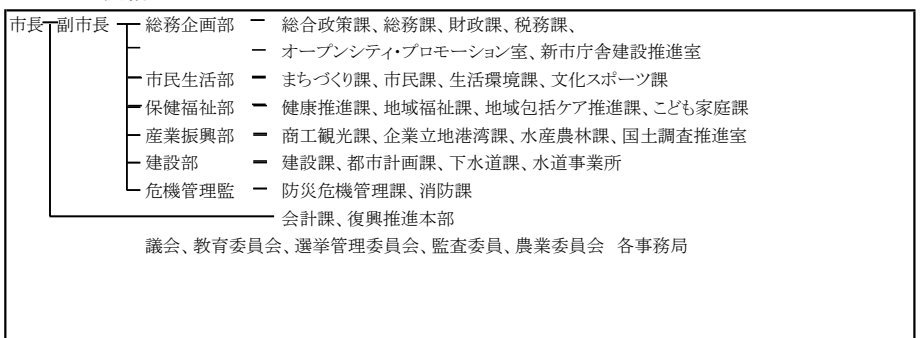 市長 副市長 総務企画部 ー 総合政策課、総務課、財政課、税務課、
ー オープンシティ・プロモーション室、新市庁舎建設推進室
市民生活部 ー まちづくり課、市民課、生活環境課、文化スポーツ課
保健福祉部 ー 健康推進課、地域福祉課、地域包括ケア推進課、こども家庭課
産業振興部 ー 商工観光課、企業立地港湾課、水産農林課、国土調査推進室
建設部 ー 建設課、都市計画課、下水道課、水道事業所
危機管理監 ー 防災危機管理課、消防課
会計課、復興推進本部
議会、教育委員会、選挙管理委員会、監査委員、農業委員会 各事務局